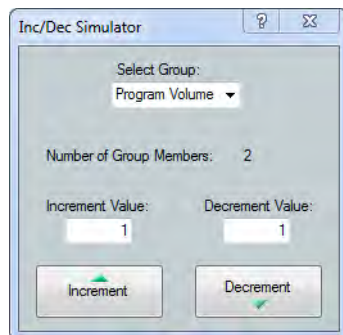 Inc/Dec Simulator
Select Group:
Program Volume
Number of Group Members: 2
Increment Value: Decrement Value:
1 1
Increment Decrement